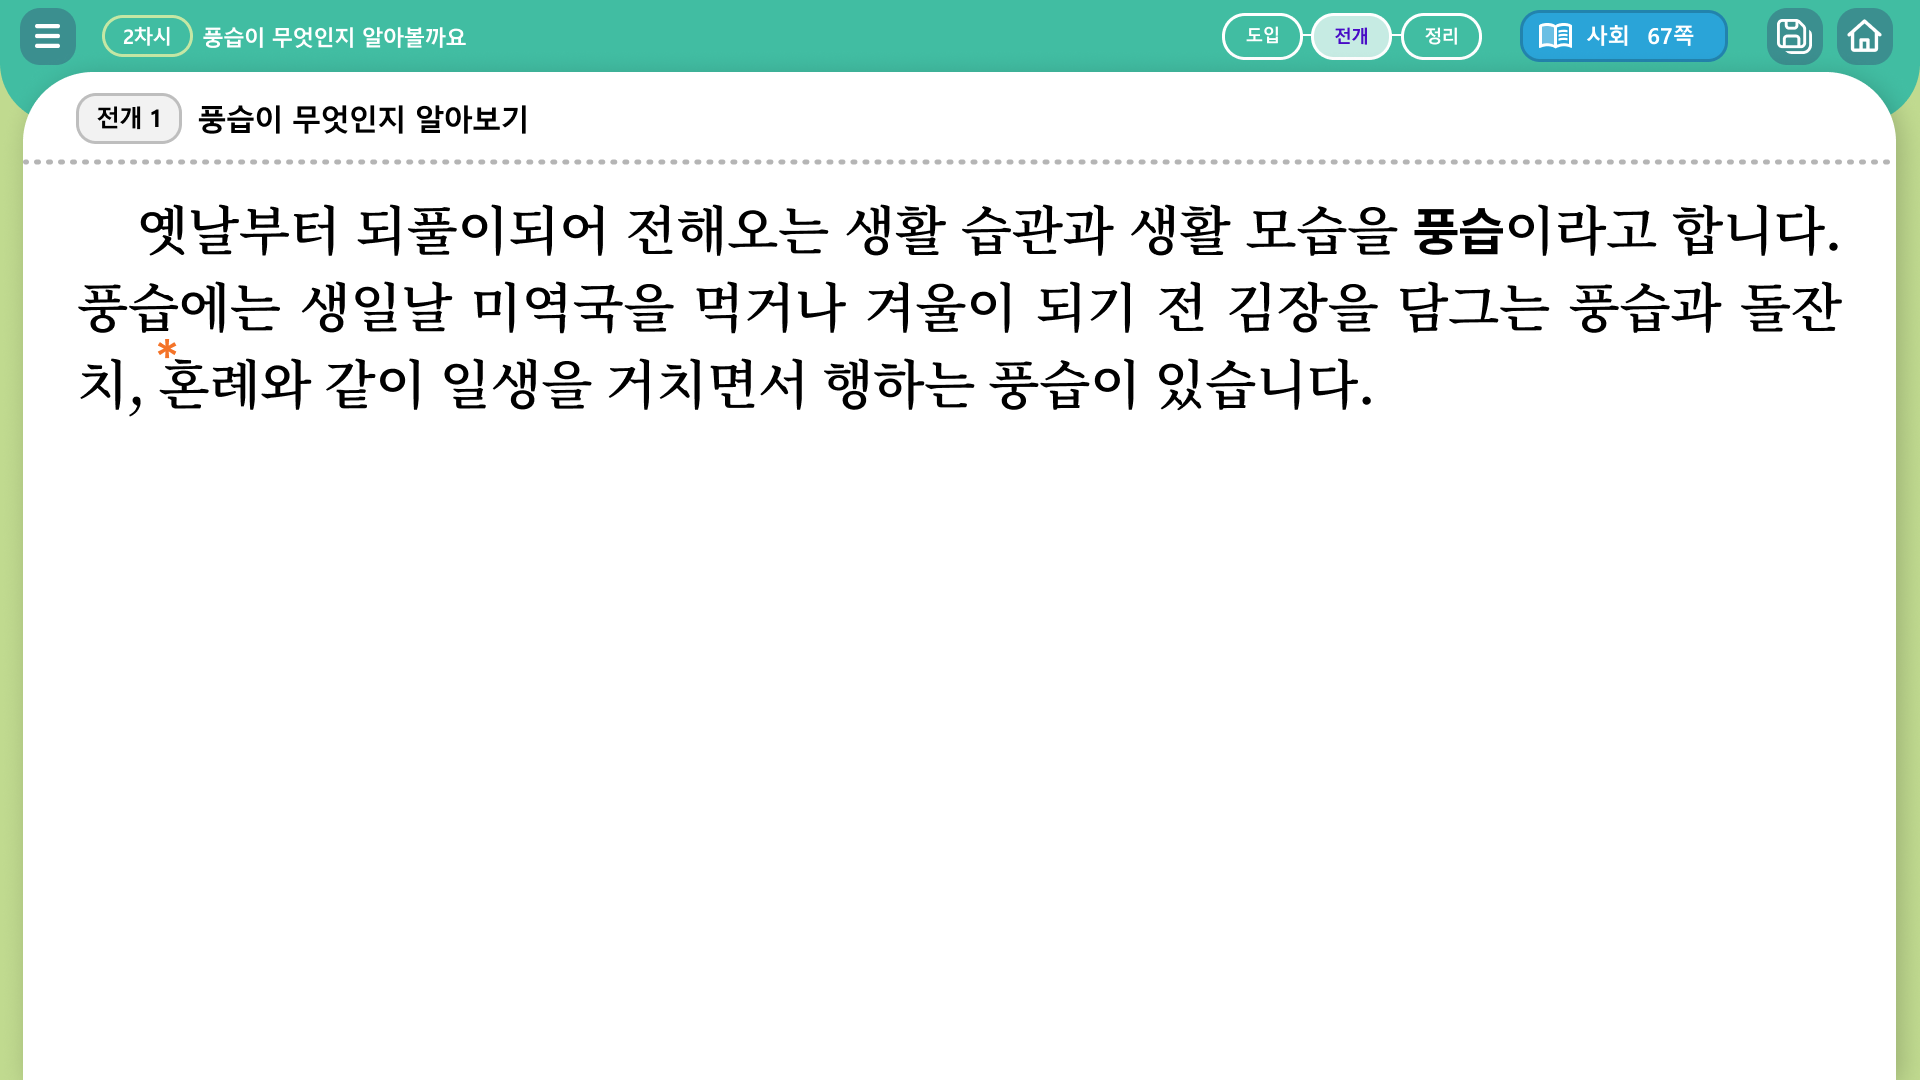 2차시 풍습이 무엇인지 알아볼까요 도입 전개 정리 사회 67쪽
전개 1 풍습이 무엇인지 알아보기
옛날부터 되풀이되어 전해오는 생활 습관과 생활 모습을 풍습이라고 합니다.
풍습에는 생일날 미역국을 먹거나 겨울이 되기 전 김장을 담그는 풍습과 돌잔
치, *혼례와 같이 일생을 거치면서 행하는 풍습이 있습니다.